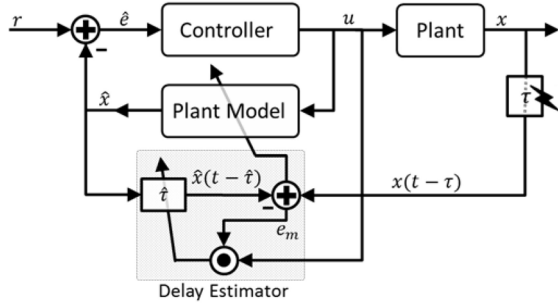 r
ê
Controller
u
Plant
x
x̂
Plant Model
τ
τ̂
x̂(t − τ̂)
x(t − τ)
e_m
Delay Estimator